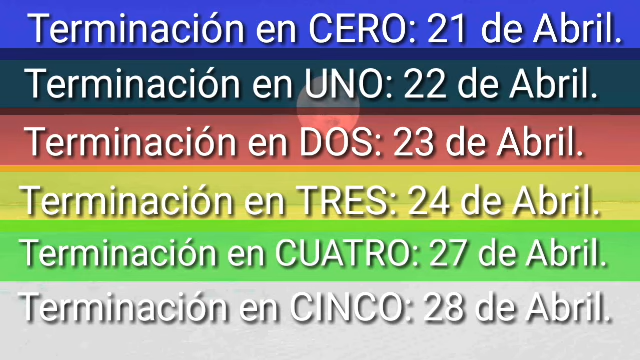 Terminación en CERO: 21 de Abril.
Terminación en UNO: 22 de Abril.
Terminación en DOS: 23 de Abril.
Terminación en TRES: 24 de Abril.
Terminación en CUATRO: 27 de Abril.
Terminación en CINCO: 28 de Abril.